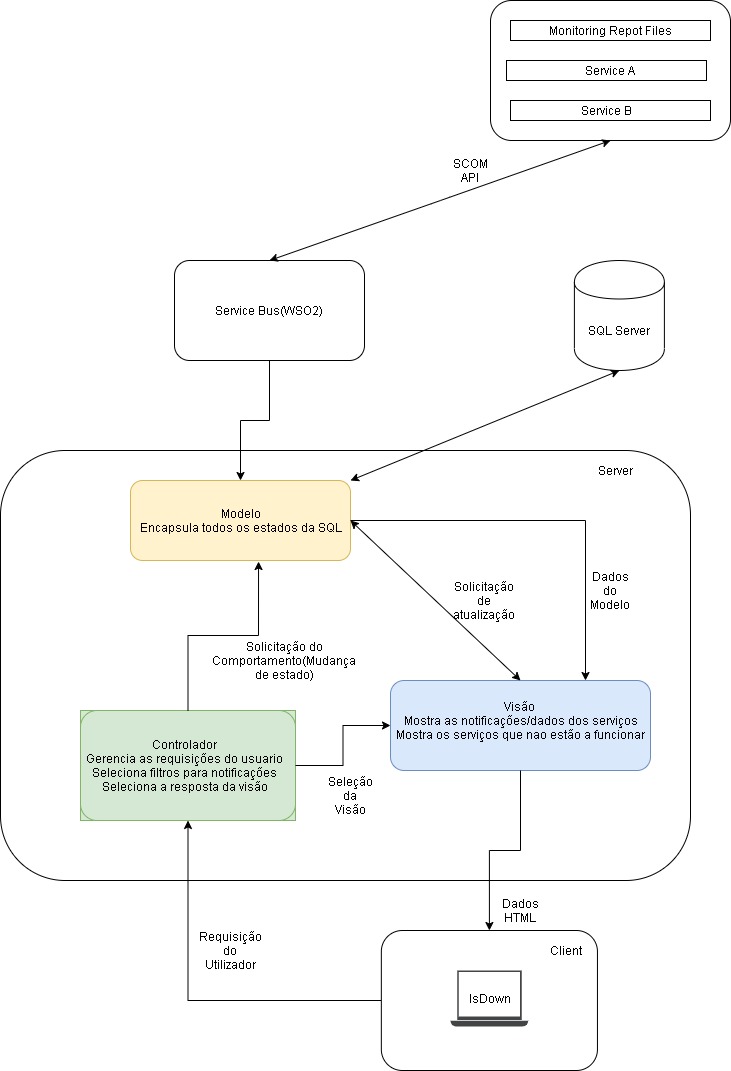 Monitoring Repot Files
Service A
Service B
SCOM
API
Service Bus(WSO2)
SQL Server
Server
Modelo
Encapsula todos os estados da SQL
Solicitação
de
atualização
Dados
do
Modelo
Solicitação do
Comportamento(Mudança
de estado)
Visão
Mostra as notificações/dados dos serviços
Mostra os serviços que nao estão a funcionar
Controlador
Gerencia as requisições do usuario
Seleciona filtros para notificações
Seleciona a resposta da visão
Seleção
da
Visão
Dados
HTML
Requisição
do
Utilizador
Client
IsDown